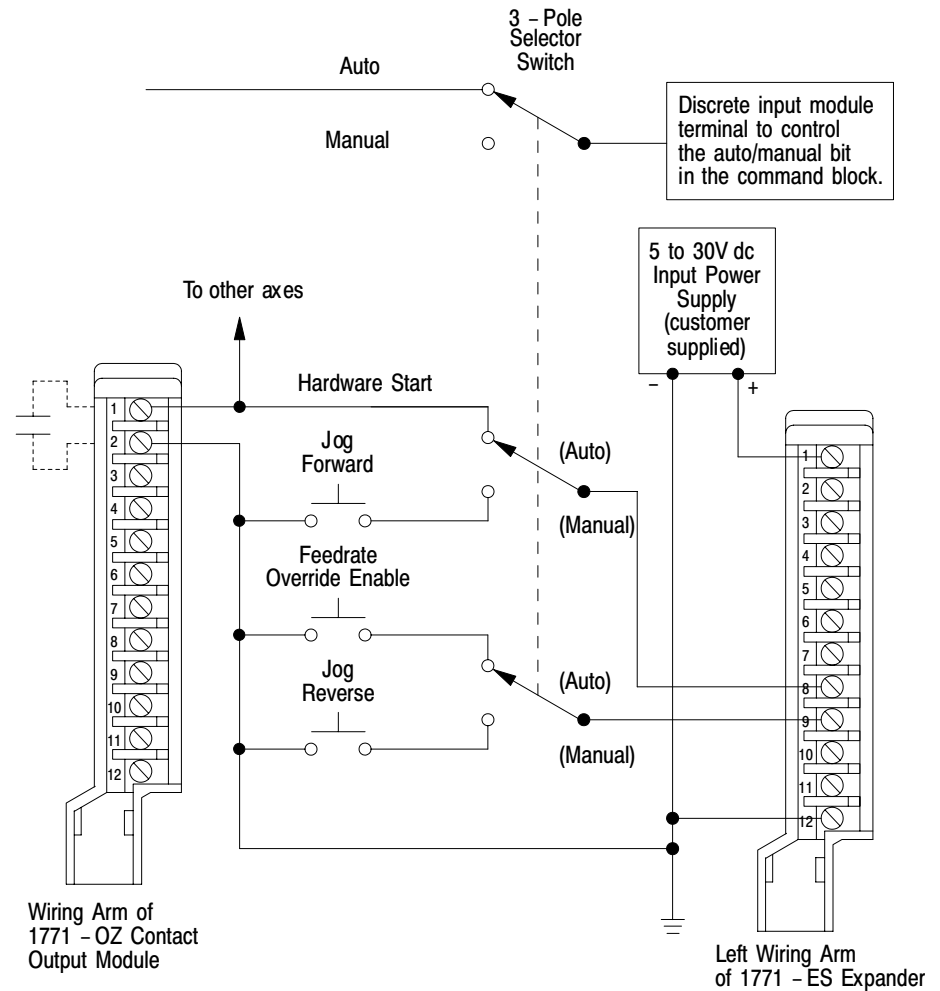 3 – Pole
Selector
Switch
Auto
Manual
Discrete input module
terminal to control
the auto/manual bit
in the command block.
5 to 30V dc
Input Power
Supply
(customer
supplied)
– +
To other axes
Hardware Start
Jog
Forward
(Auto)
(Manual)
Feedrate
Override Enable
Jog
Reverse
(Auto)
(Manual)
1
2
3
4
5
6
7
8
9
10
11
12
1
2
3
4
5
6
7
8
9
10
11
12
Wiring Arm of
1771 – OZ Contact
Output Module
Left Wiring Arm
of 1771 – ES Expander